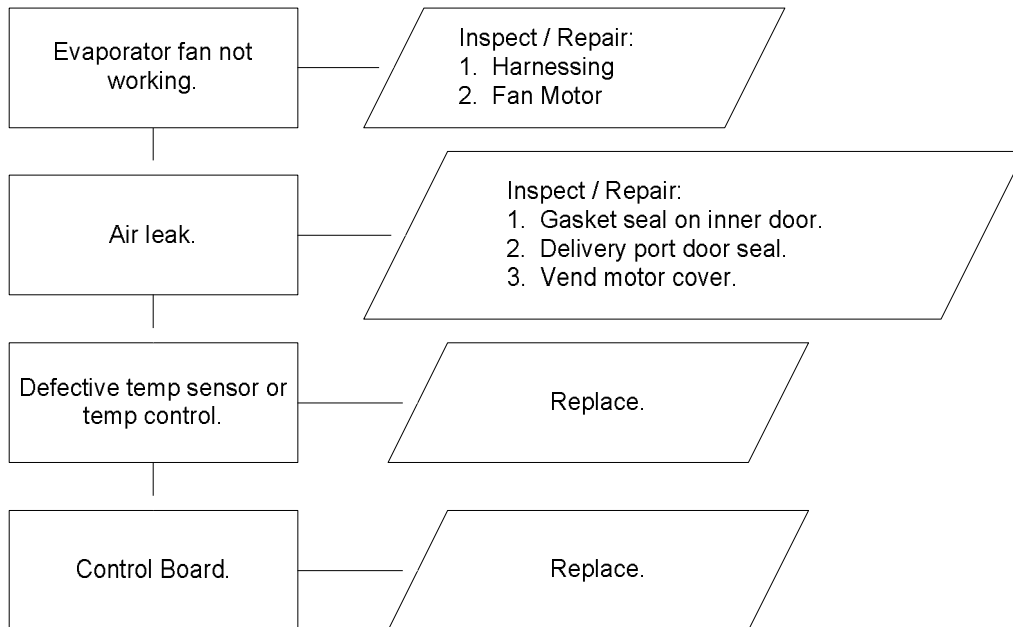 Evaporator fan not
working.
Inspect / Repair:
1. Harnessing
2. Fan Motor
Air leak.
Inspect / Repair:
1. Gasket seal on inner door.
2. Delivery port door seal.
3. Vend motor cover.
Defective temp sensor or
temp control.
Replace.
Control Board.
Replace.